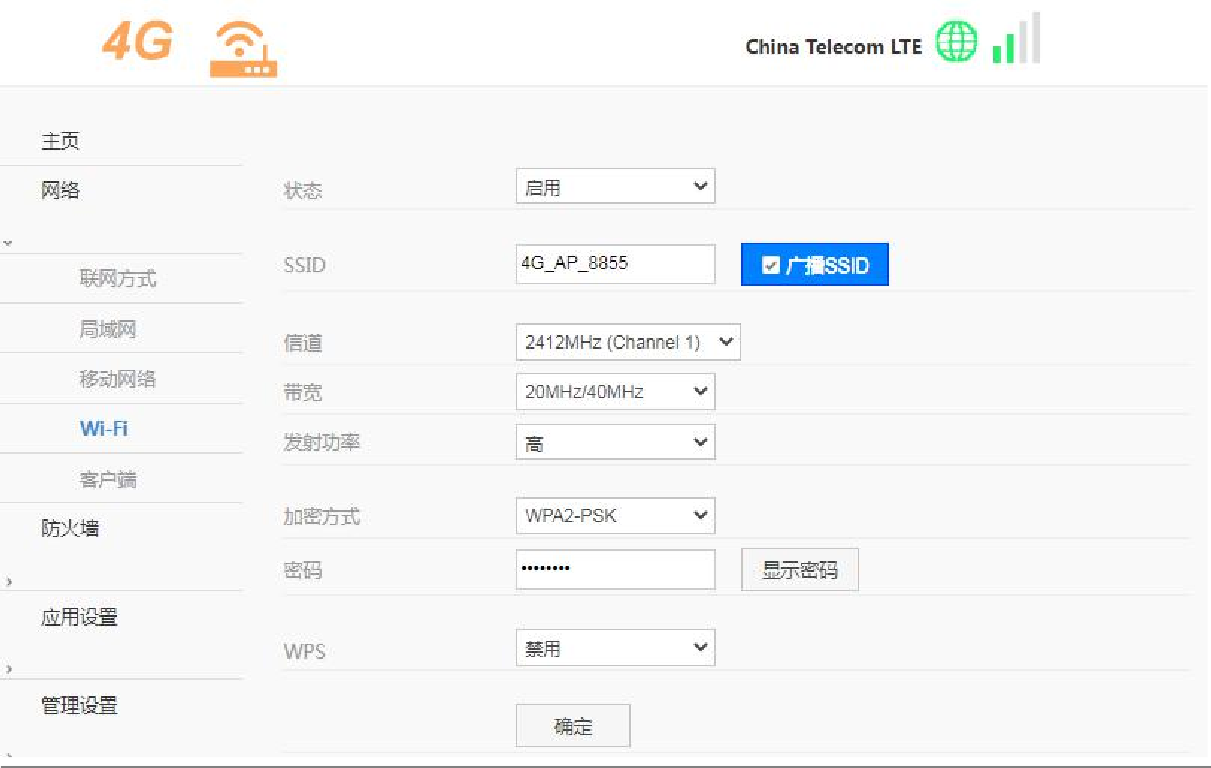 4G
China Telecom LTE
主页
网络
状态
启用
SSID
4G_AP_8855
广播SSID
联网方式
局域网
信道
2412MHz (Channel 1)
移动网络
带宽
20MHz/40MHz
Wi-Fi
发射功率
高
客户端
防火墙
加密方式
WPA2-PSK
密码
••••••••
显示密码
应用设置
WPS
禁用
管理设置
确定